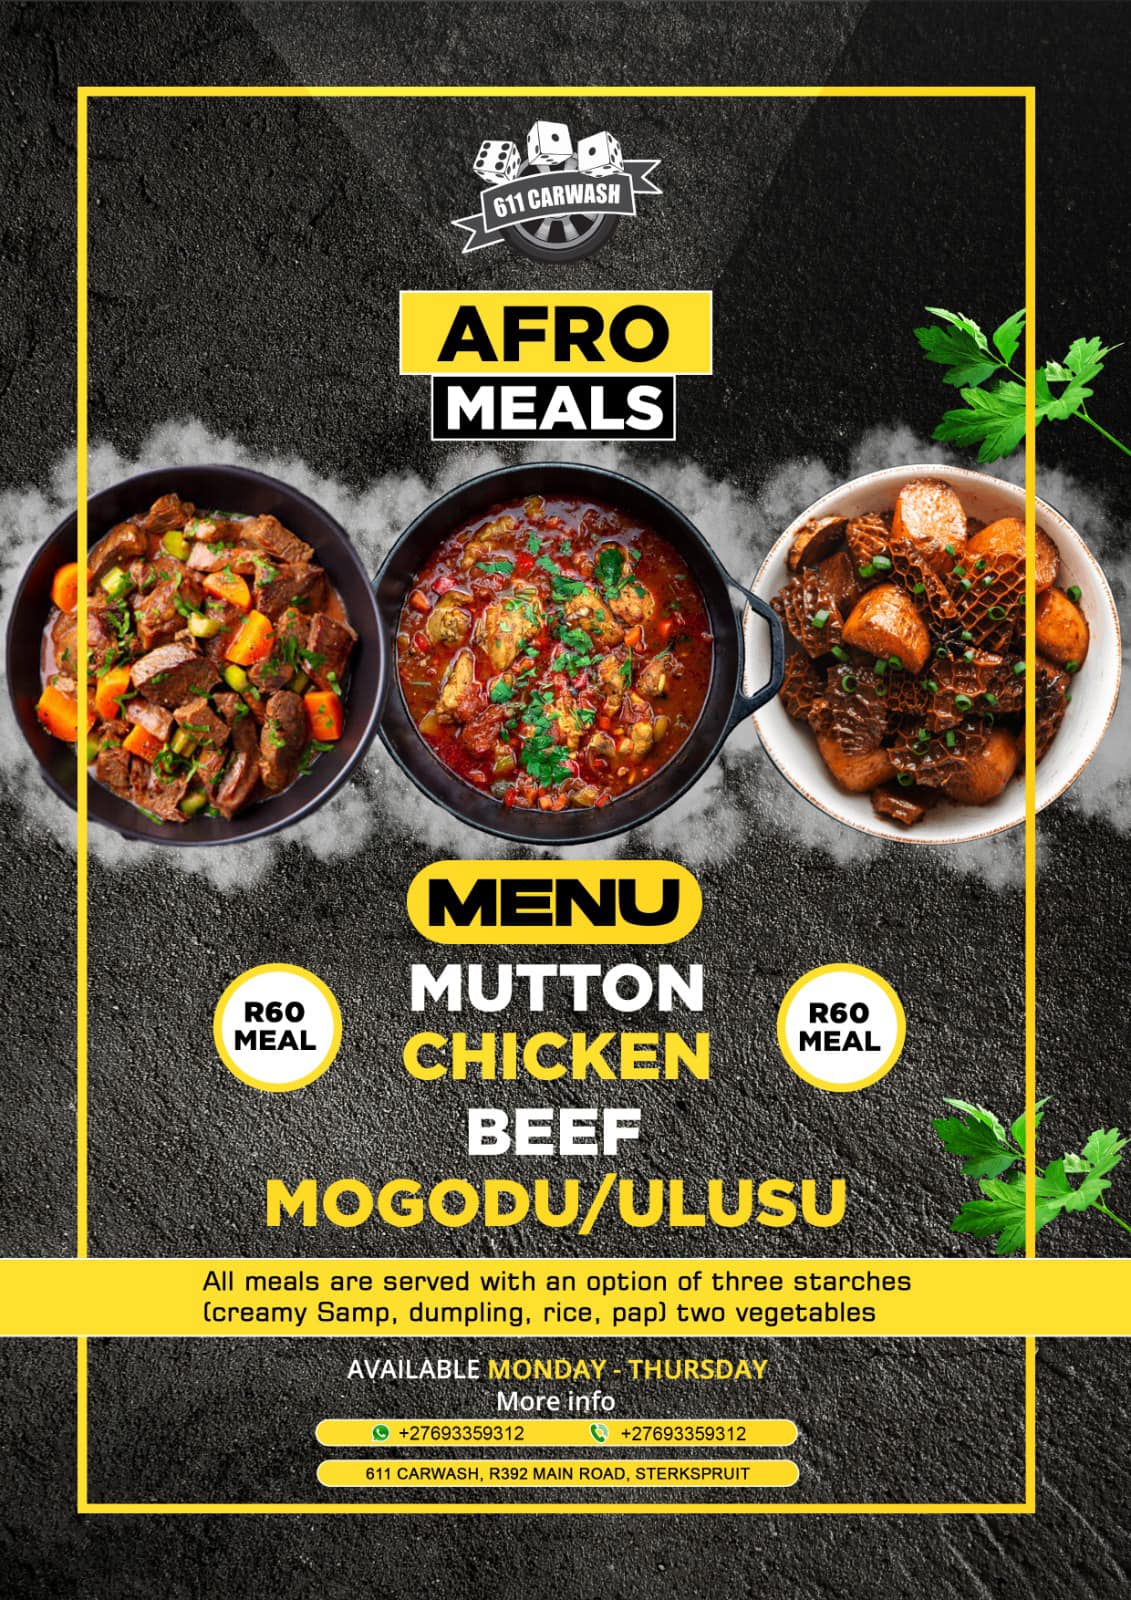 611 CARWASH
AFRO
MEALS
MENU
MUTTON
CHICKEN
BEEF
MOGODU/ULUSU
R60
MEAL
R60
MEAL
All meals are served with an option of three starches
(creamy Samp, dumpling, rice, pap) two vegetables
AVAILABLE MONDAY - THURSDAY
More info
+27693359312 +27693359312
611 CARWASH, R392 MAIN ROAD, STERKSPRUIT